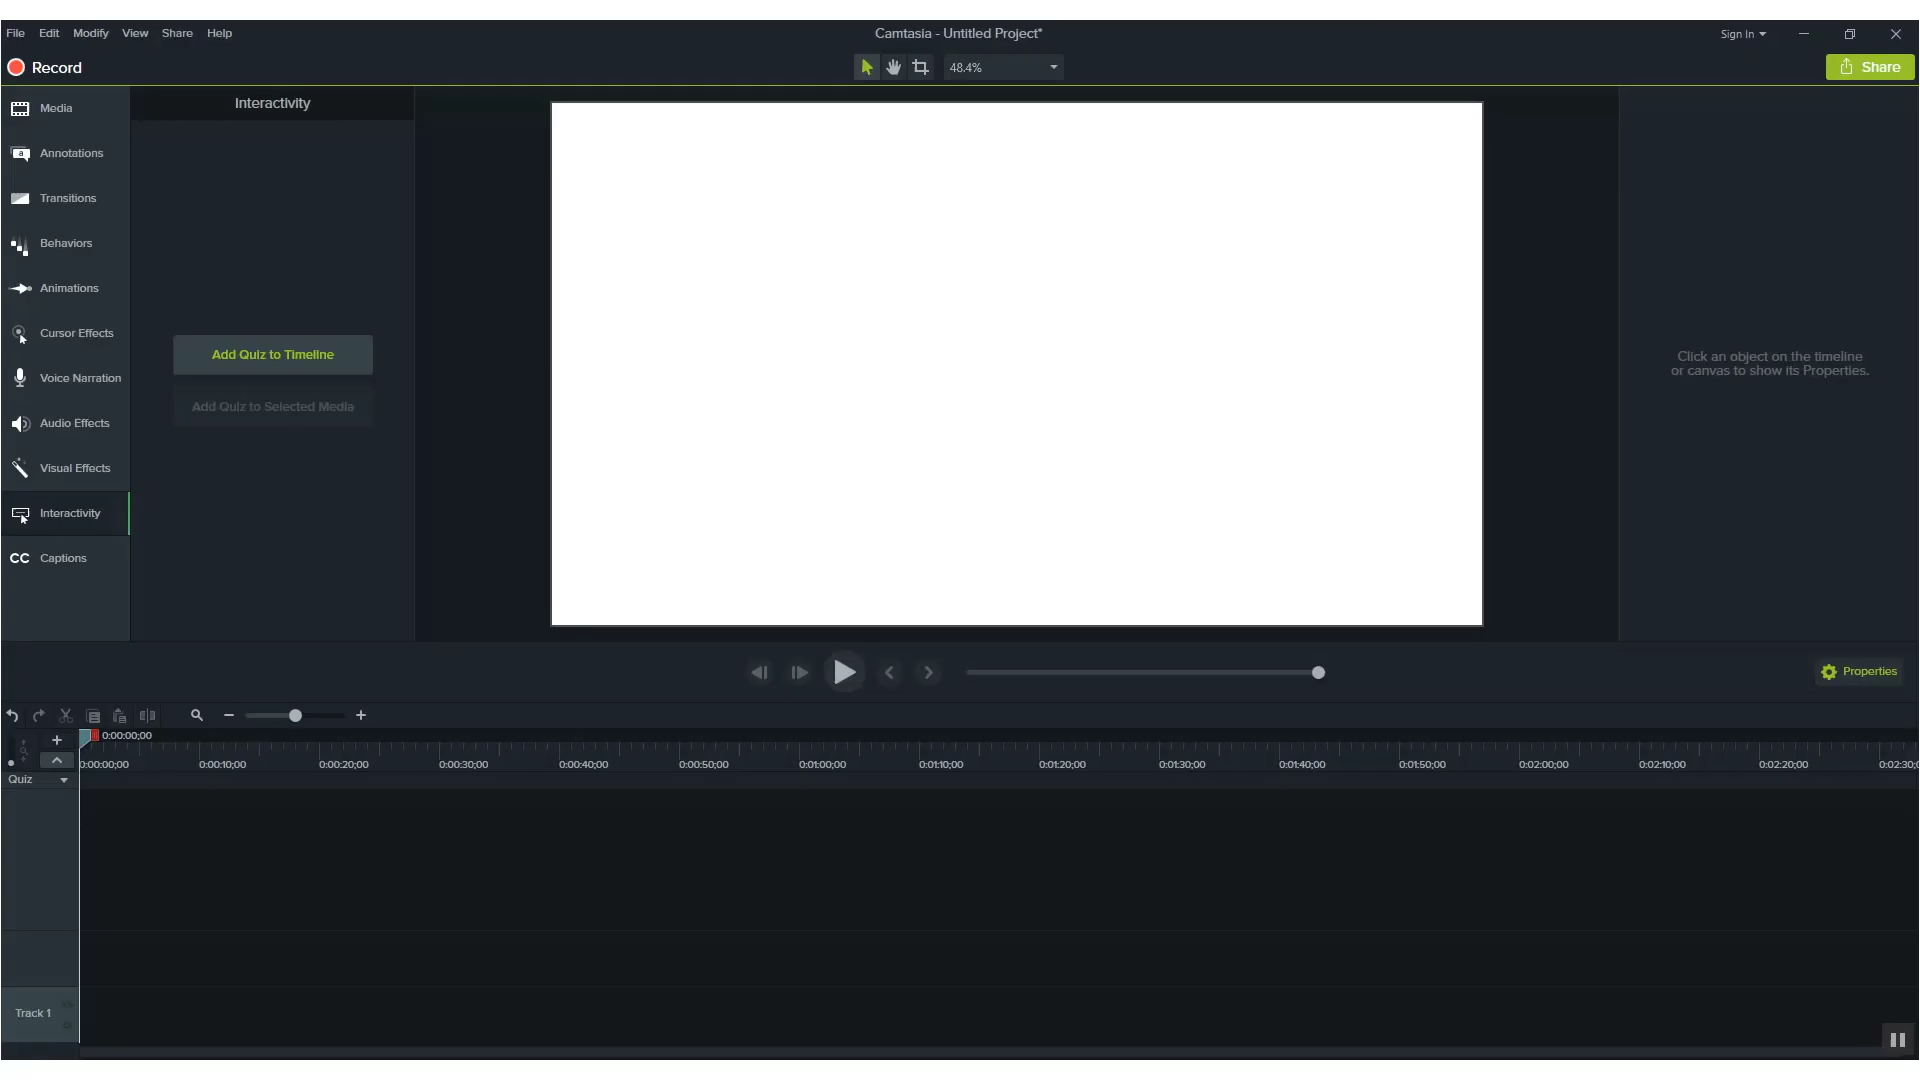 File Edit Modify View Share Help
Camtasia - Untitled Project*
Sign In
Record
48.4%
Share
Media
Annotations
Transitions
Behaviors
Animations
Cursor Effects
Voice Narration
Audio Effects
Visual Effects
Interactivity
CC Captions
Interactivity
Add Quiz to Timeline
Add Quiz to Selected Media
Click an object on the timeline
or canvas to show its Properties.
Properties
0:00:00;00
0:00:00;00 0:00:10;00 0:00:20;00 0:00:30;00 0:00:40;00 0:00:50;00 0:01:00;00 0:01:10;00 0:01:20;00 0:01:30;00 0:01:40;00 0:01:50;00 0:02:00;00 0:02:10;00 0:02:20;00 0:02:30;0
Quiz
Track 1